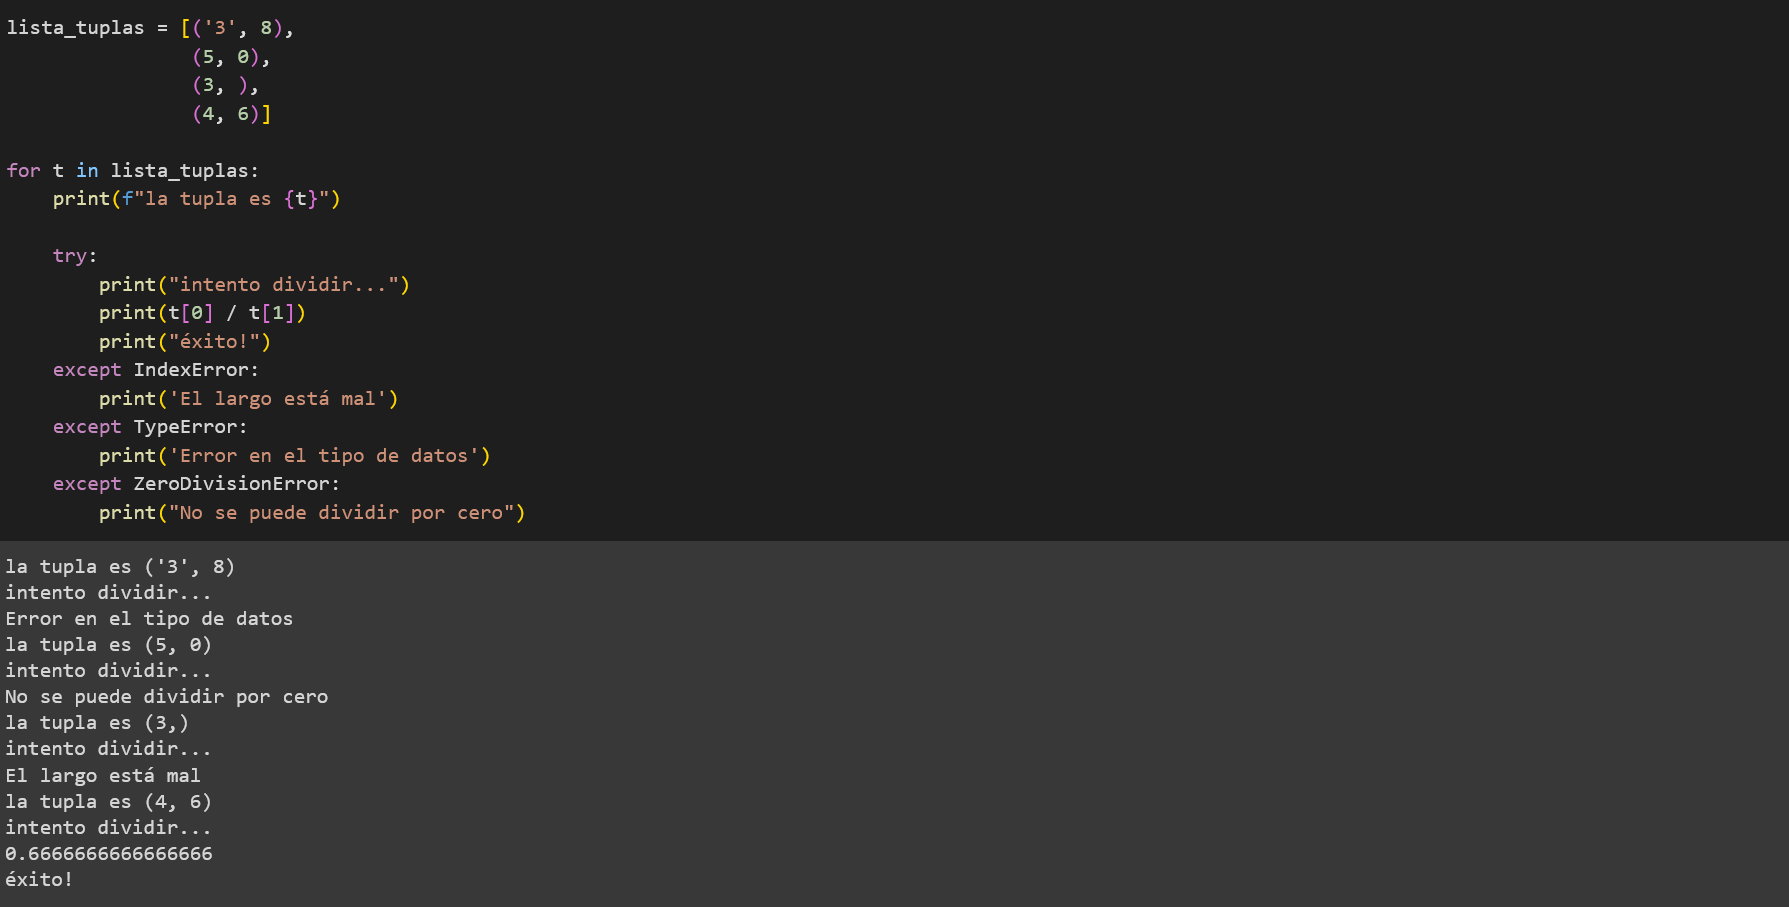 lista_tuplas = [('3', 8),
                (5, 0),
                (3, ),
                (4, 6)]

for t in lista_tuplas:
    print(f"la tupla es {t}")

    try:
        print("intento dividir...")
        print(t[0] / t[1])
        print("éxito!")
    except IndexError:
        print('El largo está mal')
    except TypeError:
        print('Error en el tipo de datos')
    except ZeroDivisionError:
        print("No se puede dividir por cero")
la tupla es ('3', 8)
intento dividir...
Error en el tipo de datos
la tupla es (5, 0)
intento dividir...
No se puede dividir por cero
la tupla es (3,)
intento dividir...
El largo está mal
la tupla es (4, 6)
intento dividir...
0.6666666666666666
éxito!